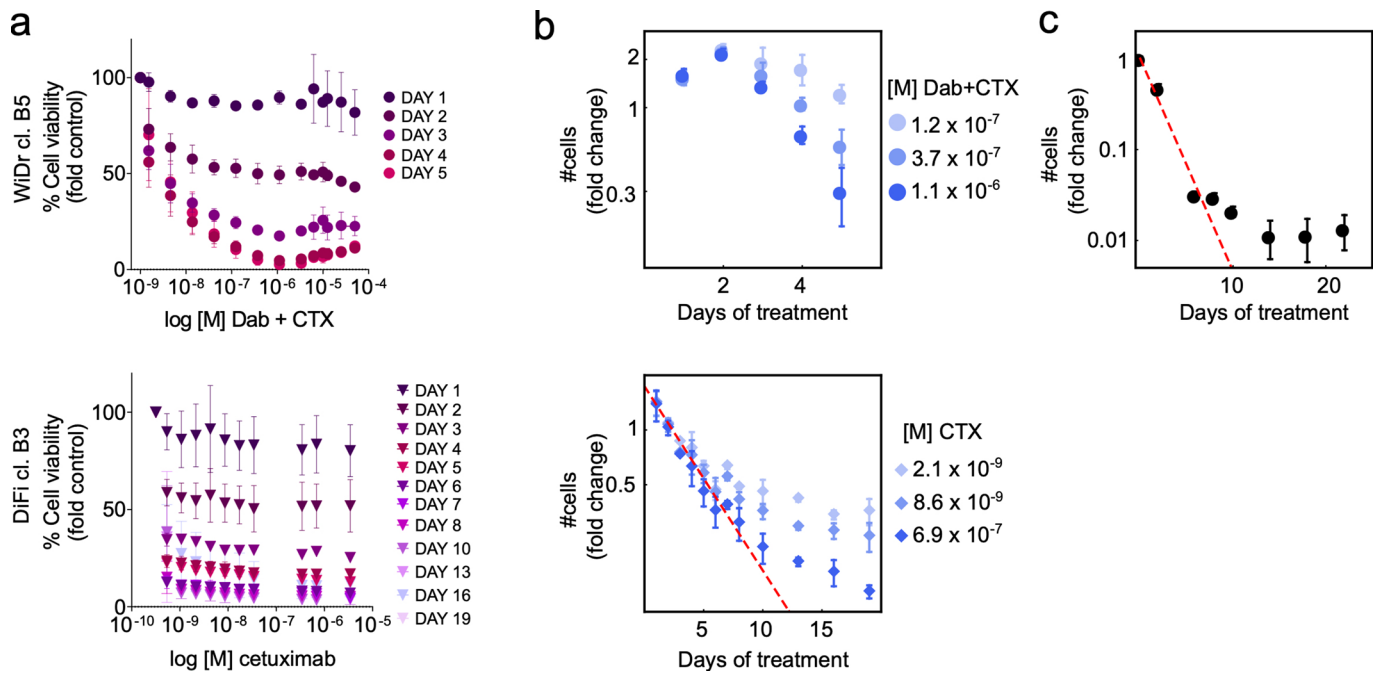 a
WiDr cl. B5
% Cell viability
(fold control)
100
50
0
10-9 10-8 10-7 10-6 10-5 10-4
log [M] Dab + CTX
DAY 1
DAY 2
DAY 3
DAY 4
DAY 5
b
#cells
(fold change)
2
1
0.3
2 4
Days of treatment
[M] Dab+CTX
1.2 x 10-7
3.7 x 10-7
1.1 x 10-6
c
#cells
(fold change)
1
0.1
0.01
10 20
Days of treatment
DiFi cl. B3
% Cell viability
(fold control)
100
50
0
10-10 10-9 10-8 10-7 10-6 10-5
log [M] cetuximab
DAY 1
DAY 2
DAY 3
DAY 4
DAY 5
DAY 6
DAY 7
DAY 8
DAY 10
DAY 13
DAY 16
DAY 19
#cells
(fold change)
1
0.5
5 10 15
Days of treatment
[M] CTX
2.1 x 10-9
8.6 x 10-9
6.9 x 10-7